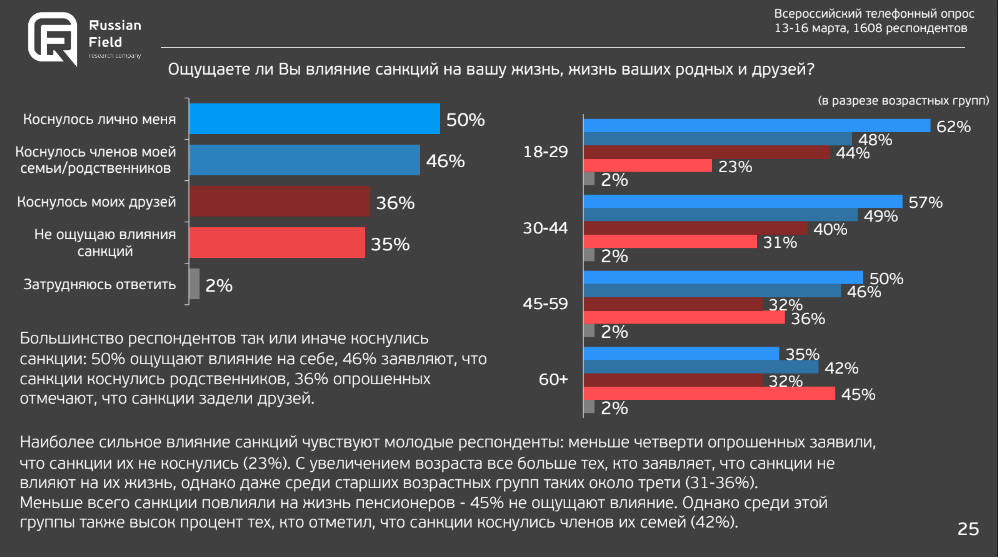 Russian
Field
research company
Всероссийский телефонный опрос
13-16 марта, 1608 респондентов
Ощущаете ли Вы влияние санкций на вашу жизнь, жизнь ваших родных и друзей?
Коснулось лично меня
50%
Коснулось членов моей
семьи/родственников
46%
Коснулось моих друзей
36%
Не ощущаю влияния
санкций
35%
Затрудняюсь ответить
2%
(в разрезе возрастных групп)
18-29
62%
48%
44%
23%
2%
30-44
57%
49%
40%
31%
2%
45-59
50%
46%
32%
36%
2%
60+
35%
42%
32%
45%
2%
Большинство респондентов так или иначе коснулись
санкции: 50% ощущают влияние на себе, 46% заявляют, что
санкции коснулись родственников, 36% опрошенных
отмечают, что санкции задели друзей.
Наиболее сильное влияние санкций чувствуют молодые респонденты: меньше четверти опрошенных заявили,
что санкции их не коснулись (23%). С увеличением возраста все больше тех, кто заявляет, что санкции не
влияют на их жизнь, однако даже среди старших возрастных групп таких около трети (31-36%).
Меньше всего санкции повлияли на жизнь пенсионеров - 45% не ощущают влияние. Однако среди этой
группы также высок процент тех, кто отметил, что санкции коснулись членов их семей (42%).
25